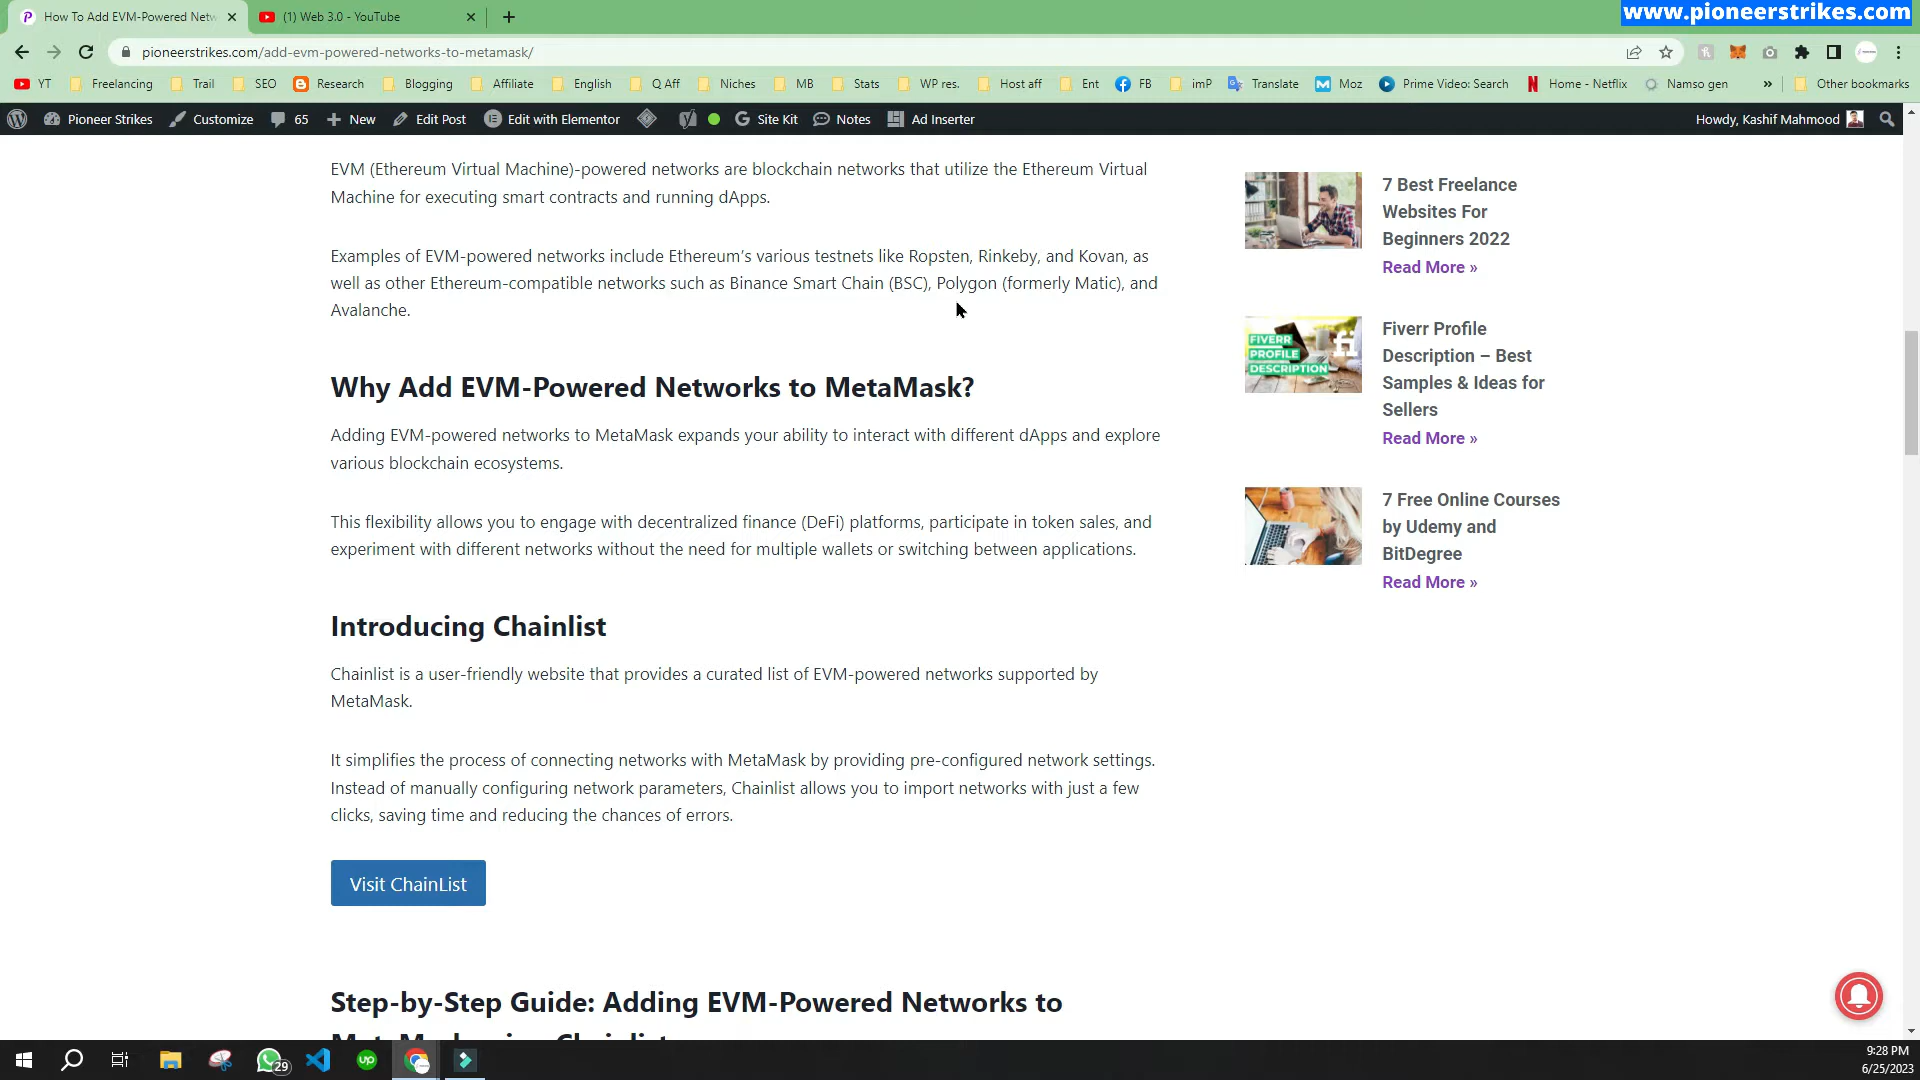 How To Add EVM-Powered Netw
(1) Web 3.0 - YouTube
www.pioneerstrikes.com
pioneerstrikes.com/add-evm-powered-networks-to-metamask/
YT Freelancing Trail SEO Research Blogging Affiliate English Q Aff Niches MB Stats WP res. Host aff Ent FB imP Translate Moz Prime Video: Search Home - Netflix Namso gen » Other bookmarks
Pioneer Strikes Customize 65 New Edit Post Edit with Elementor Site Kit Notes Ad Inserter Howdy, Kashif Mahmood
EVM (Ethereum Virtual Machine)-powered networks are blockchain networks that utilize the Ethereum Virtual
Machine for executing smart contracts and running dApps.
Examples of EVM-powered networks include Ethereum’s various testnets like Ropsten, Rinkeby, and Kovan, as
well as other Ethereum-compatible networks such as Binance Smart Chain (BSC), Polygon (formerly Matic), and
Avalanche.
Why Add EVM-Powered Networks to MetaMask?
Adding EVM-powered networks to MetaMask expands your ability to interact with different dApps and explore
various blockchain ecosystems.
This flexibility allows you to engage with decentralized finance (DeFi) platforms, participate in token sales, and
experiment with different networks without the need for multiple wallets or switching between applications.
Introducing Chainlist
Chainlist is a user-friendly website that provides a curated list of EVM-powered networks supported by
MetaMask.
It simplifies the process of connecting networks with MetaMask by providing pre-configured network settings.
Instead of manually configuring network parameters, Chainlist allows you to import networks with just a few
clicks, saving time and reducing the chances of errors.
Visit ChainList
Step-by-Step Guide: Adding EVM-Powered Networks to
MetaMask using Chainlist
7 Best Freelance
Websites For
Beginners 2022
Read More »
FIVERR
PROFILE
DESCRIPTION
fi
Fiverr Profile
Description – Best
Samples & Ideas for
Sellers
Read More »
7 Free Online Courses
by Udemy and
BitDegree
Read More »
29
up
9:28 PM
6/25/2023